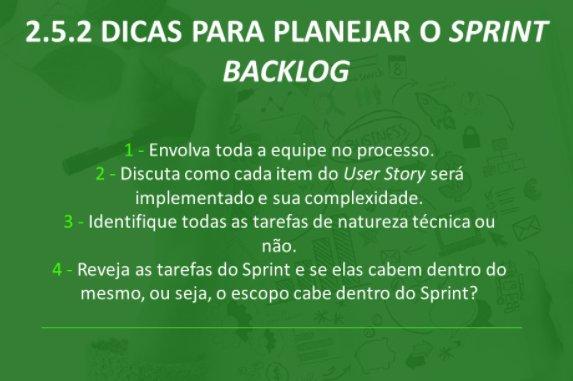 2.5.2 DICAS PARA PLANEJAR O SPRINT
BACKLOG
1 - Envolva toda a equipe no processo.
2 - Discuta como cada item do User Story será
implementado e sua complexidade.
3 - Identifique todas as tarefas de natureza técnica ou
não.
4 - Reveja as tarefas do Sprint e se elas cabem dentro do
mesmo, ou seja, o escopo cabe dentro do Sprint?
BUSINESS